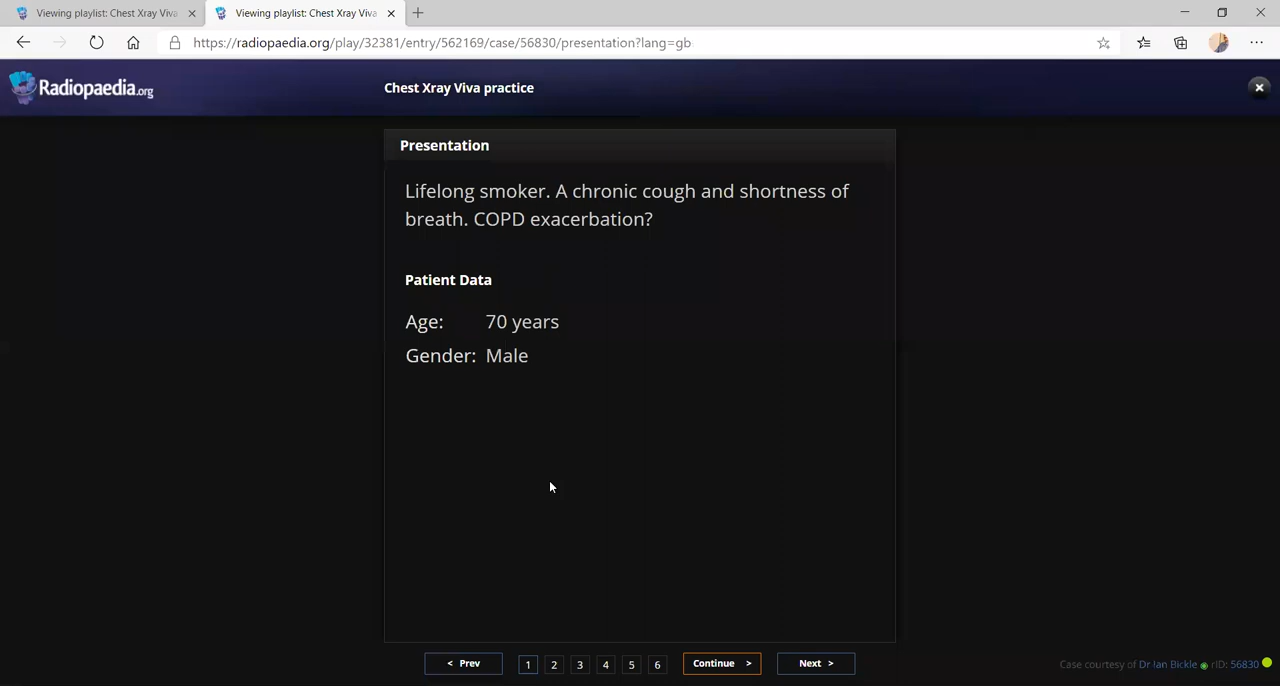 Viewing playlist: Chest Xray Viva
Viewing playlist: Chest Xray Viva
https://radiopaedia.org/play/32381/entry/562169/case/56830/presentation?lang=gb
Radiopaedia.org
Chest Xray Viva practice
Presentation
Lifelong smoker. A chronic cough and shortness of
breath. COPD exacerbation?
Patient Data
Age: 70 years
Gender: Male
< Prev 1 2 3 4 5 6 Continue > Next >
Case courtesy of Dr Ian Bickle rID: 56830